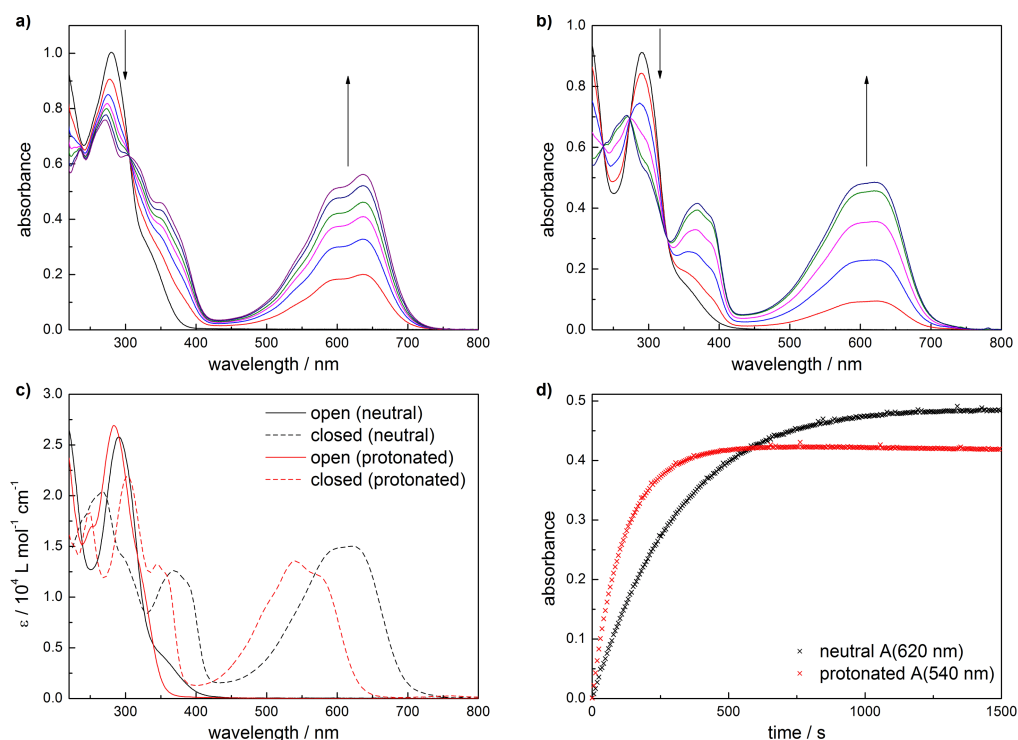 a)
1.0
0.8
0.6
0.4
0.2
0.0
absorbance
300 400 500 600 700 800
wavelength / nm
b)
1.0
0.8
0.6
0.4
0.2
0.0
absorbance
300 400 500 600 700 800
wavelength / nm
c)
3.0
2.5
2.0
1.5
1.0
0.5
0.0
ε / 10⁴ L mol⁻¹ cm⁻¹
open (neutral)
closed (neutral)
open (protonated)
closed (protonated)
300 400 500 600 700 800
wavelength / nm
d)
0.5
0.4
0.3
0.2
0.1
0.0
absorbance
neutral A(620 nm)
protonated A(540 nm)
0 500 1000 1500
time / s